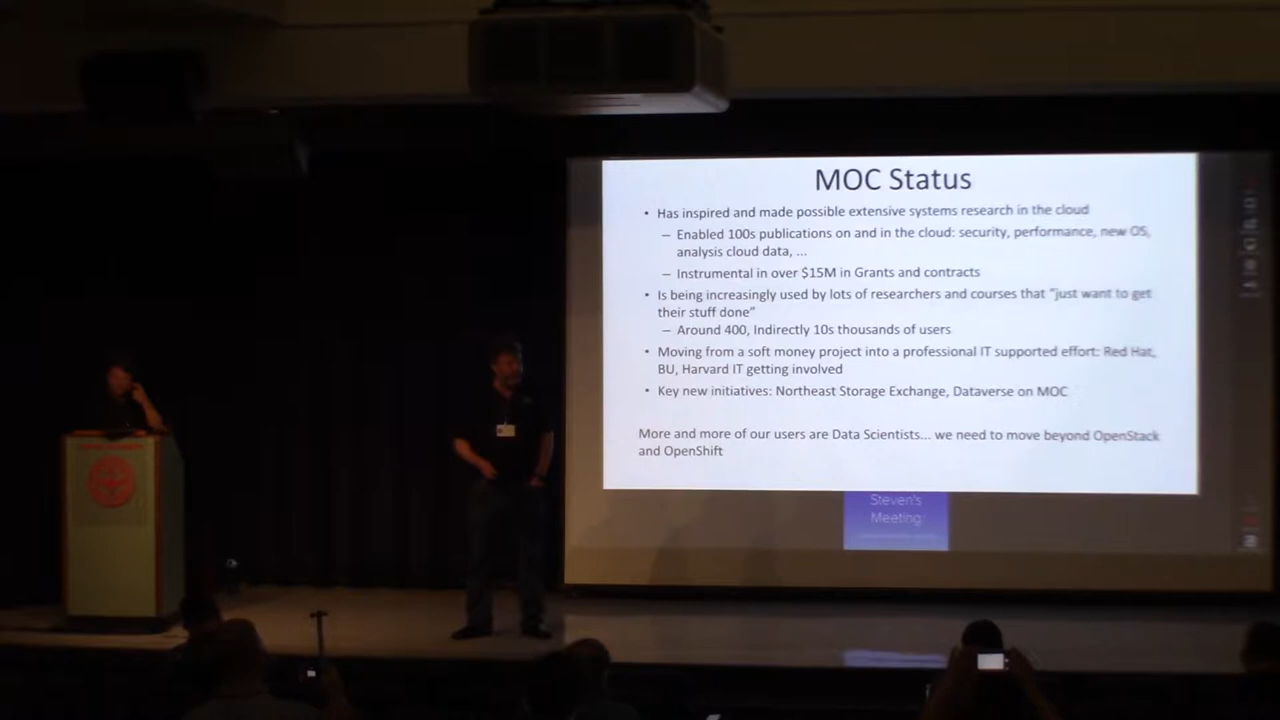 MOC Status
• Has inspired and made possible extensive systems research in the cloud
– Enabled 100s publications on and in the cloud: security, performance, new OS,
analysis cloud data, ...
– Instrumental in over $15M in Grants and contracts
• Is being increasingly used by lots of researchers and courses that "just want to get
their stuff done"
– Around 400, Indirectly 10s thousands of users
• Moving from a soft money project into a professional IT supported effort: Red Hat,
BU, Harvard IT getting involved
• Key new initiatives: Northeast Storage Exchange, Dataverse on MOC
More and more of our users are Data Scientists... we need to move beyond OpenStack
and OpenShift
Steven's
Meeting: